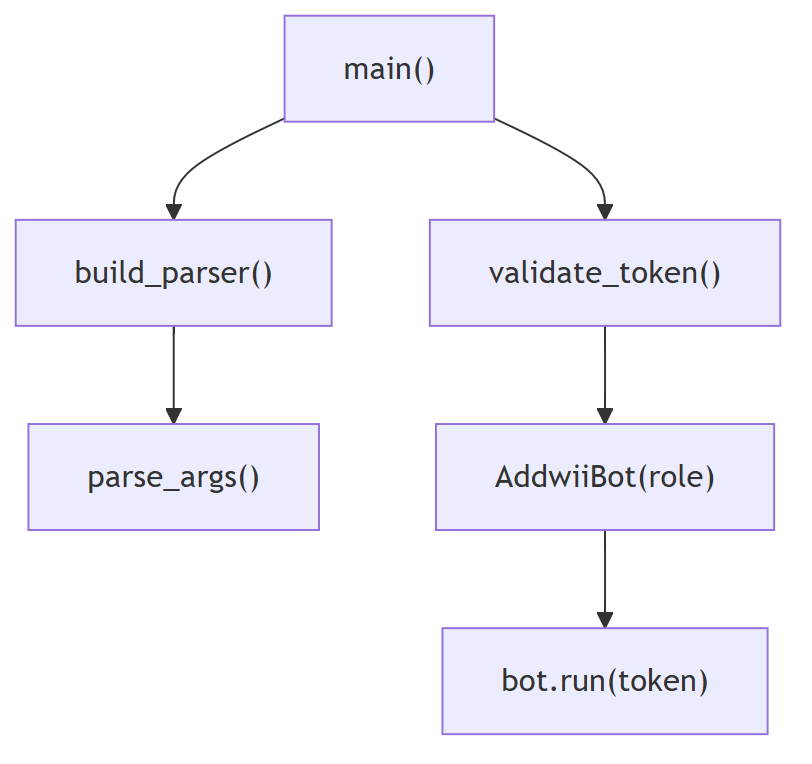 main()
build_parser()
validate_token()
parse_args()
AddwiiBot(role)
bot.run(token)